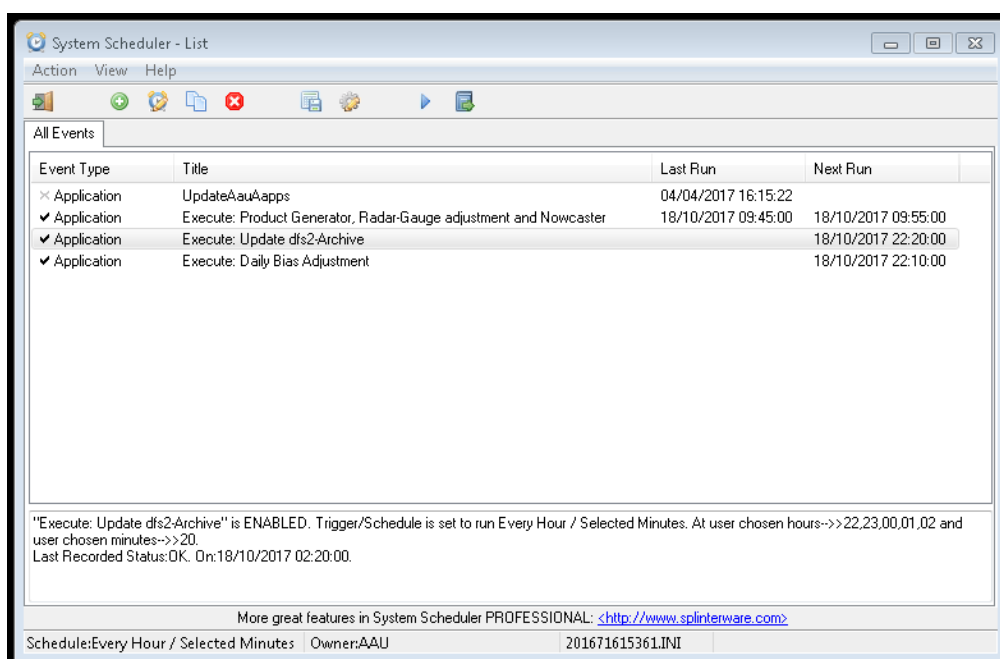 System Scheduler - List
Action View Help
All Events
Event Type Title Last Run Next Run
Application UpdateAauAapps 04/04/2017 16:15:22
Application Execute: Product Generator, Radar-Gauge adjustment and Nowcaster 18/10/2017 09:45:00 18/10/2017 09:55:00
Application Execute: Update dfs2-Archive 18/10/2017 22:20:00
Application Execute: Daily Bias Adjustment 18/10/2017 22:10:00
"Execute: Update dfs2-Archive" is ENABLED. Trigger/Schedule is set to run Every Hour / Selected Minutes. At user chosen hours-->>22,23,00,01,02 and
user chosen minutes-->>20.
Last Recorded Status:OK. On:18/10/2017 02:20:00.
More great features in System Scheduler PROFESSIONAL: <http://www.splinterware.com>
Schedule:Every Hour / Selected Minutes Owner:AAU 201671615361.INI